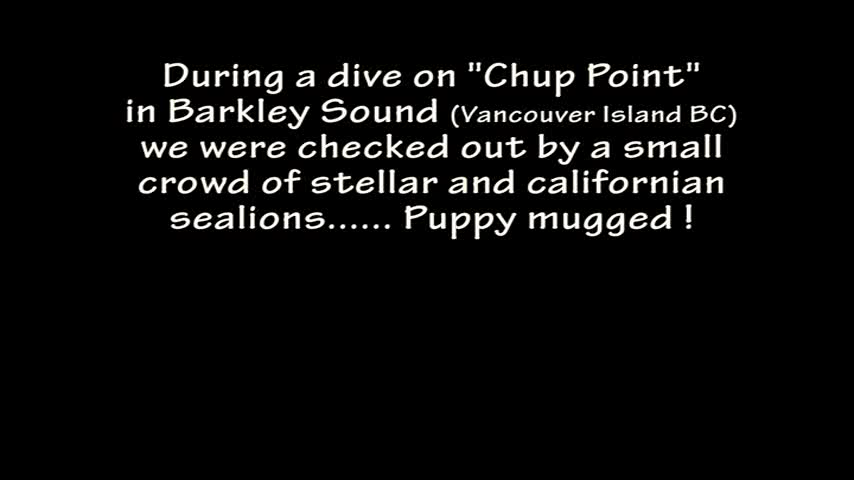 During a dive on "Chup Point"
in Barkley Sound (Vancouver Island BC)
we were checked out by a small
crowd of stellar and californian
sealions...... Puppy mugged !